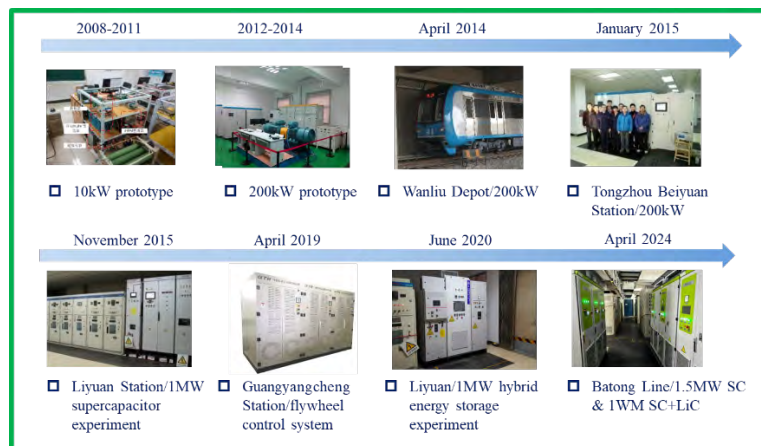 2008-2011
2012-2014
April 2014
January 2015
10kW prototype
200kW prototype
Wanliu Depot/200kW
Tongzhou Beiyuan
Station/200kW
November 2015
April 2019
June 2020
April 2024
Liyuan Station/1MW
supercapacitor
experiment
Guangyangcheng
Station/flywheel
control system
Liyuan/1MW hybrid
energy storage
experiment
Batong Line/1.5MW SC
& 1WM SC+LiC